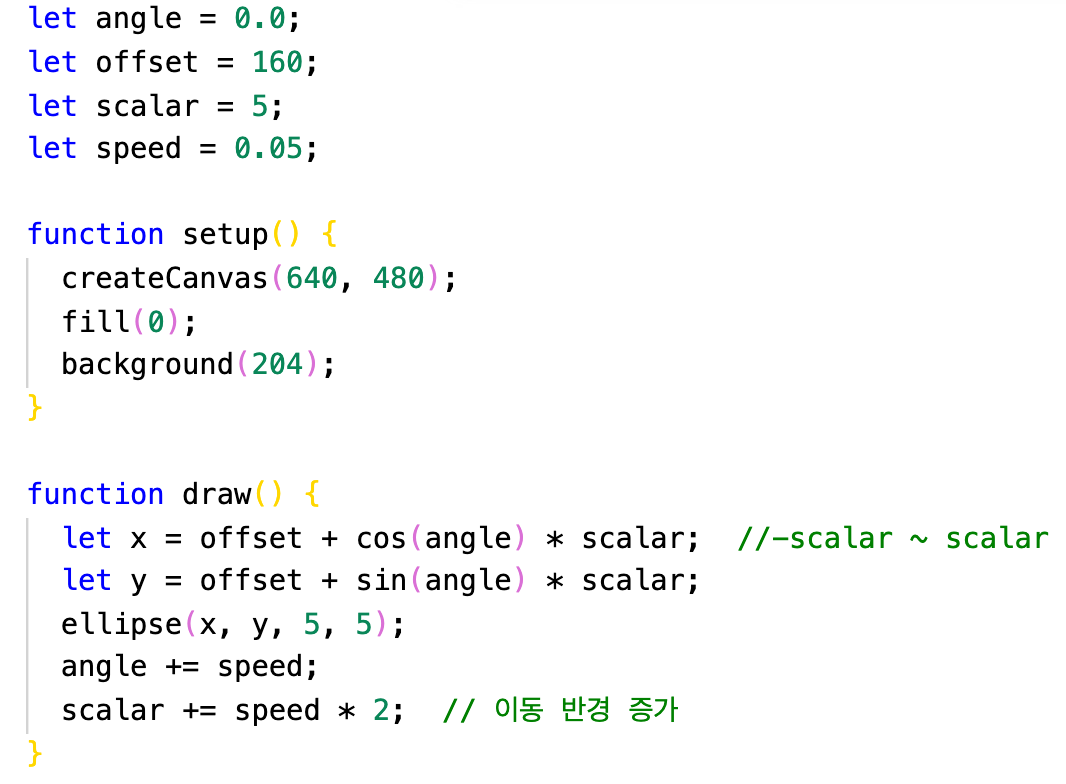 let angle = 0.0;
let offset = 160;
let scalar = 5;
let speed = 0.05;
function setup() {
createCanvas(640, 480);
fill(0);
background(204);
}
function draw() {
let x = offset + cos(angle) * scalar;  //-scalar ~ scalar
let y = offset + sin(angle) * scalar;
ellipse(x, y, 5, 5);
angle += speed;
scalar += speed * 2;  // 이동 반경 증가
}